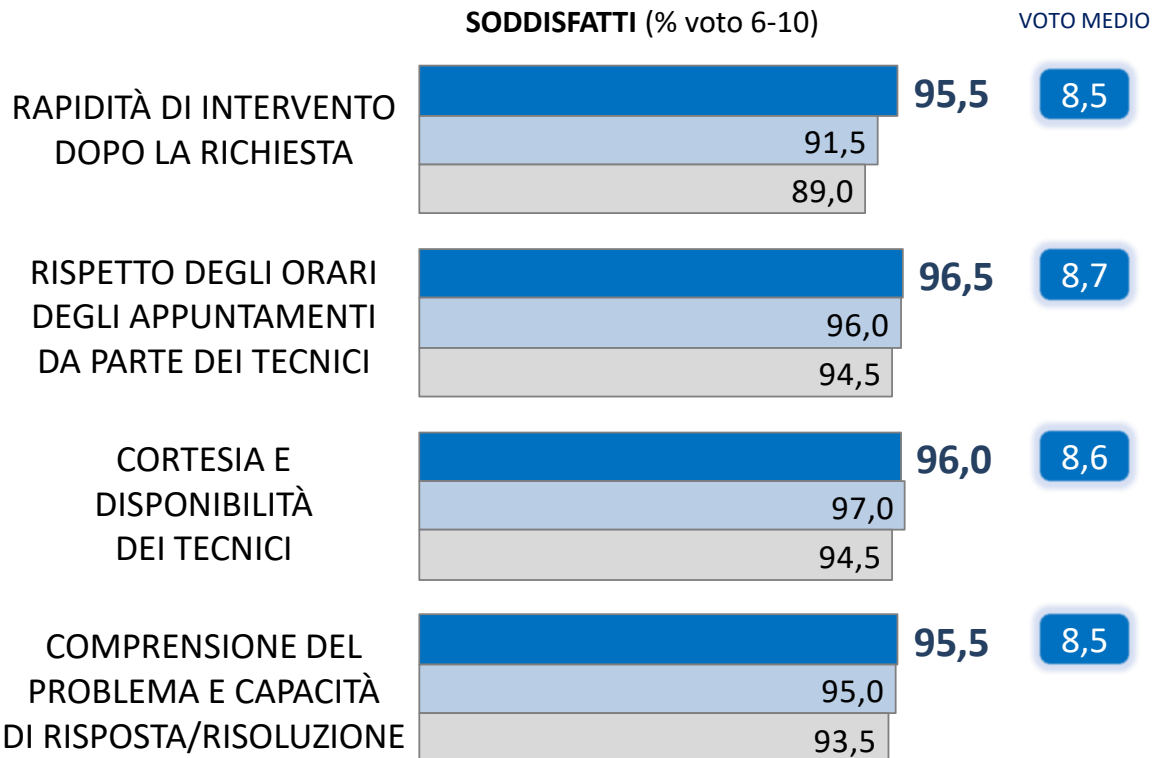 SODDISFATTI (% voto 6-10)
VOTO MEDIO
RAPIDITÀ DI INTERVENTO
DOPO LA RICHIESTA
95,5
8,5
91,5
89,0
RISPETTO DEGLI ORARI
DEGLI APPUNTAMENTI
DA PARTE DEI TECNICI
96,5
8,7
96,0
94,5
CORTESIA E
DISPONIBILITÀ
DEI TECNICI
96,0
8,6
97,0
94,5
COMPRENSIONE DEL
PROBLEMA E CAPACITÀ
DI RISPOSTA/RISOLUZIONE
95,5
8,5
95,0
93,5